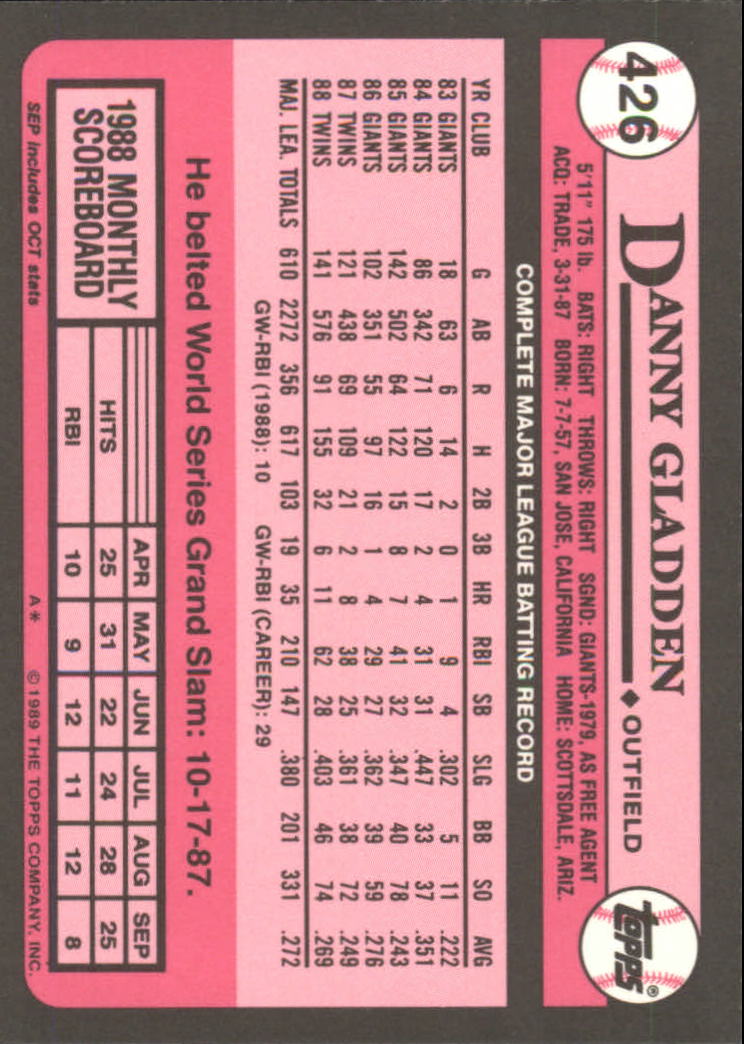 426
DANNY GLADDEN ♦ OUTFIELD
TOPPS®
5'11" 175 lb. BATS: RIGHT THROWS: RIGHT SGND: GIANTS-1979, AS FREE AGENT
ACQ: TRADE, 3-31-87 BORN: 7-7-57, SAN JOSE, CALIFORNIA HOME: SCOTTSDALE, ARIZ.
COMPLETE MAJOR LEAGUE BATTING RECORD
YR CLUB G AB R H 2B 3B HR RBI SB SLG BB SO AVG
83 GIANTS 18 63 6 14 2 0 1 9 4 .302 5 11 .222
84 GIANTS 86 342 71 120 17 2 4 31 31 .447 33 37 .351
85 GIANTS 142 502 64 122 15 8 7 41 32 .347 40 78 .243
86 GIANTS 102 351 55 97 16 1 4 29 27 .362 39 59 .276
87 TWINS 121 438 69 109 21 2 8 38 25 .361 38 72 .249
88 TWINS 141 576 91 155 32 6 11 62 28 .403 46 74 .269
MAJ. LEA. TOTALS 610 2272 356 617 103 19 35 210 147 .380 201 331 .272
GW-RBI (1988): 10 GW-RBI (CAREER): 29
He belted World Series Grand Slam: 10-17-87.
1988 MONTHLY
SCOREBOARD
APR MAY JUN JUL AUG SEP
HITS 25 31 22 24 28 25
RBI 10 9 12 11 12 8
SEP includes OCT stats A* © 1989 THE TOPPS COMPANY, INC.